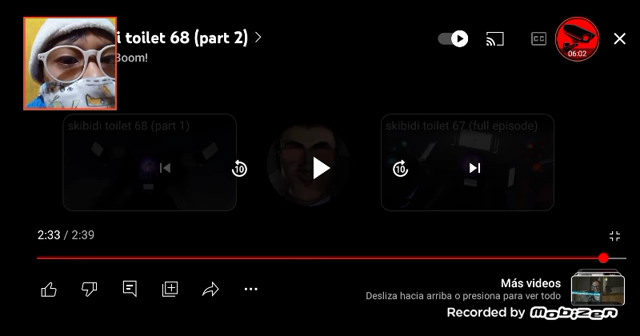 i toilet 68 (part 2)
Boom!
06:02
skibidi toilet 68 (part 1)
skibidi toilet 67 (full episode)
10
10
CC
2:33 / 2:39
Más videos
Desliza hacia arriba o presiona para ver todo
Recorded by Mobizen